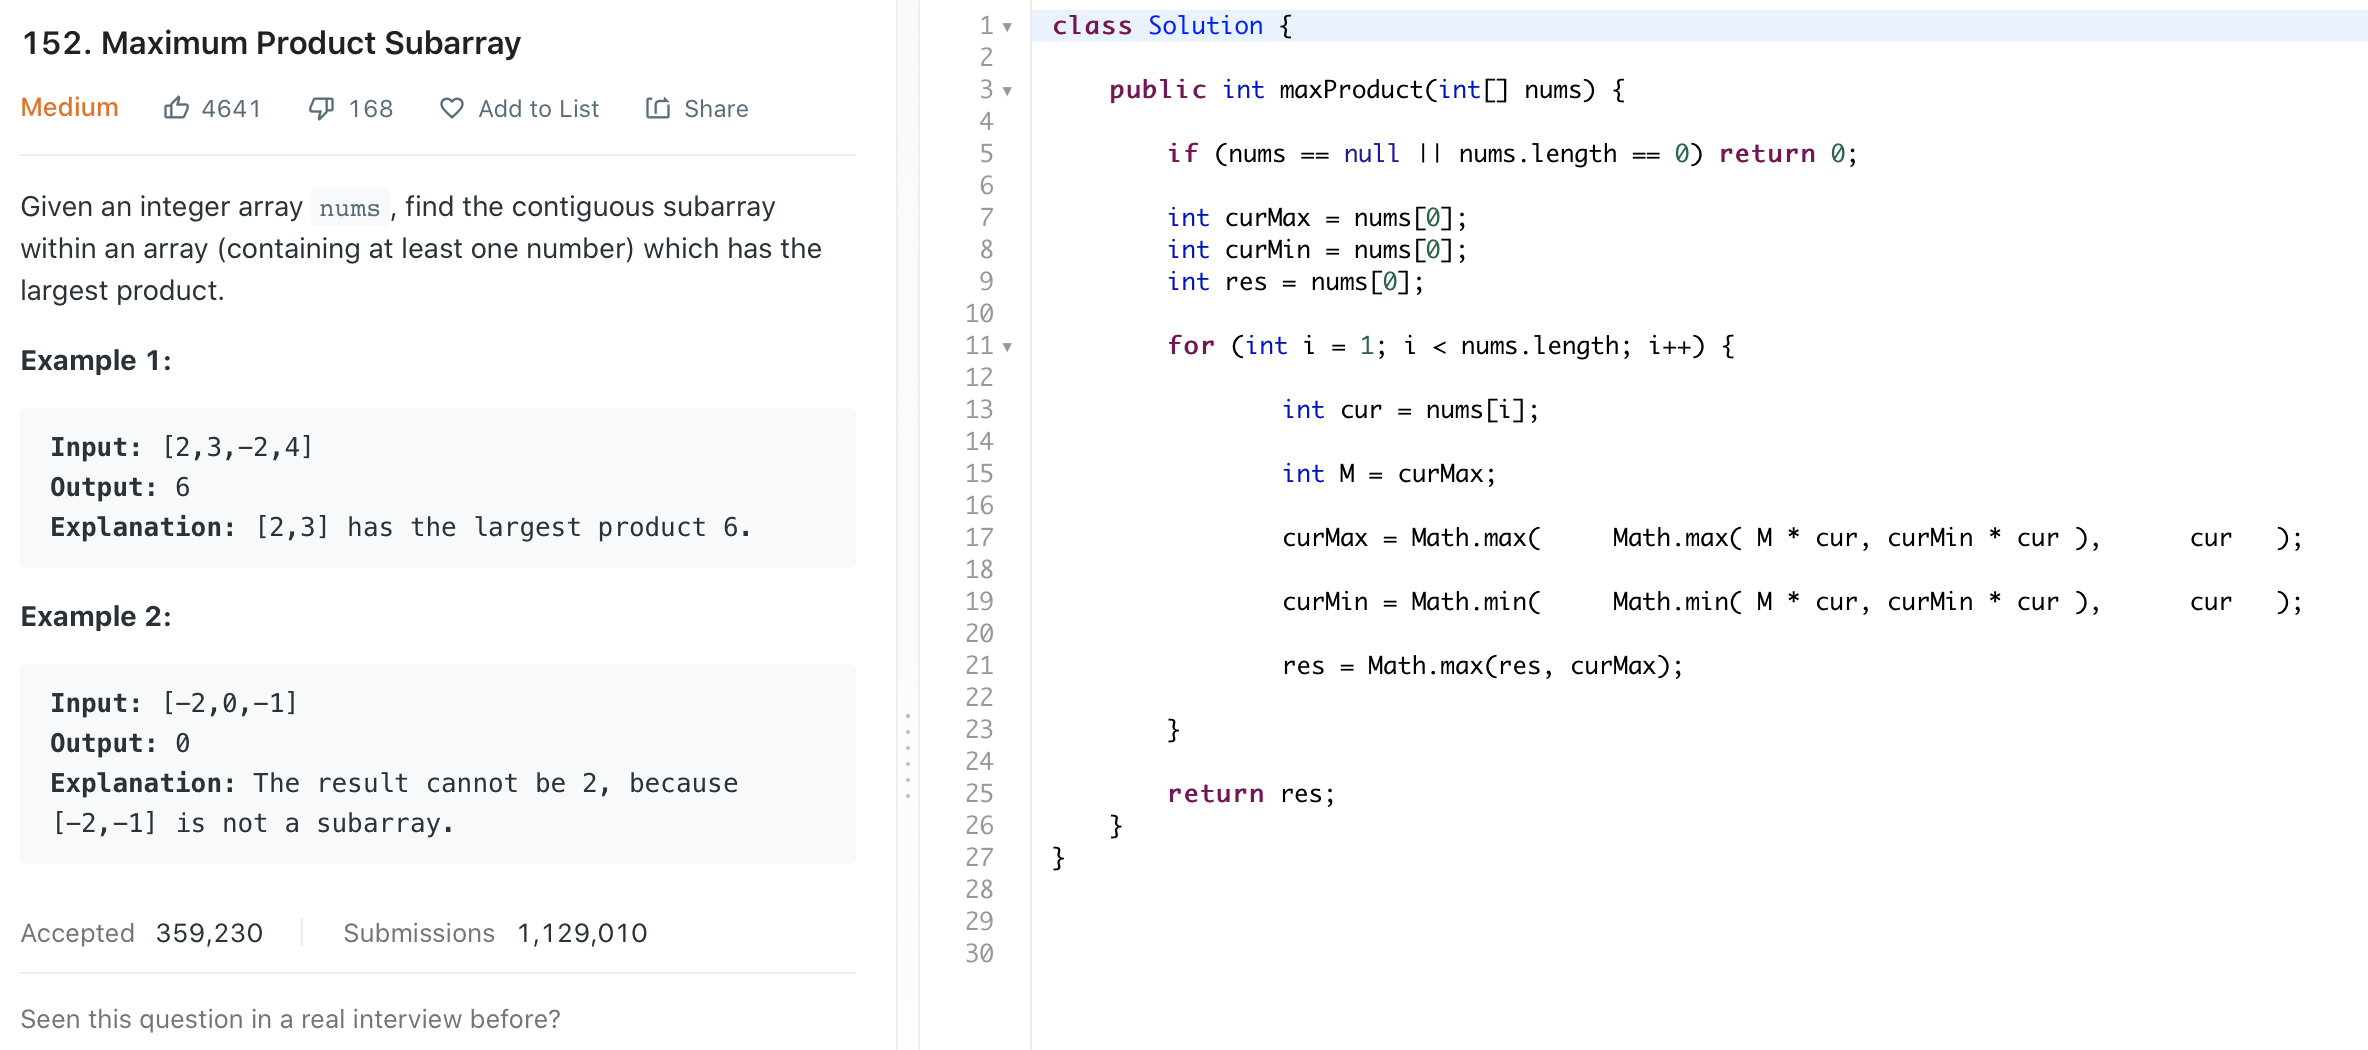 152. Maximum Product Subarray
Medium 4641 168 Add to List Share
Given an integer array nums , find the contiguous subarray
within an array (containing at least one number) which has the
largest product.
Example 1:
Input: [2,3,-2,4]
Output: 6
Explanation: [2,3] has the largest product 6.
Example 2:
Input: [-2,0,-1]
Output: 0
Explanation: The result cannot be 2, because
[-2,-1] is not a subarray.
Accepted 359,230 Submissions 1,129,010
Seen this question in a real interview before?
1 class Solution {
2
3 public int maxProduct(int[] nums) {
4
5 if (nums == null || nums.length == 0) return 0;
6
7 int curMax = nums[0];
8 int curMin = nums[0];
9 int res = nums[0];
10
11 for (int i = 1; i < nums.length; i++) {
12
13 int cur = nums[i];
14
15 int M = curMax;
16
17 curMax = Math.max( Math.max( M * cur, curMin * cur ), cur );
18
19 curMin = Math.min( Math.min( M * cur, curMin * cur ), cur );
20
21 res = Math.max(res, curMax);
22
23 }
24
25 return res;
26 }
27 }
28
29
30